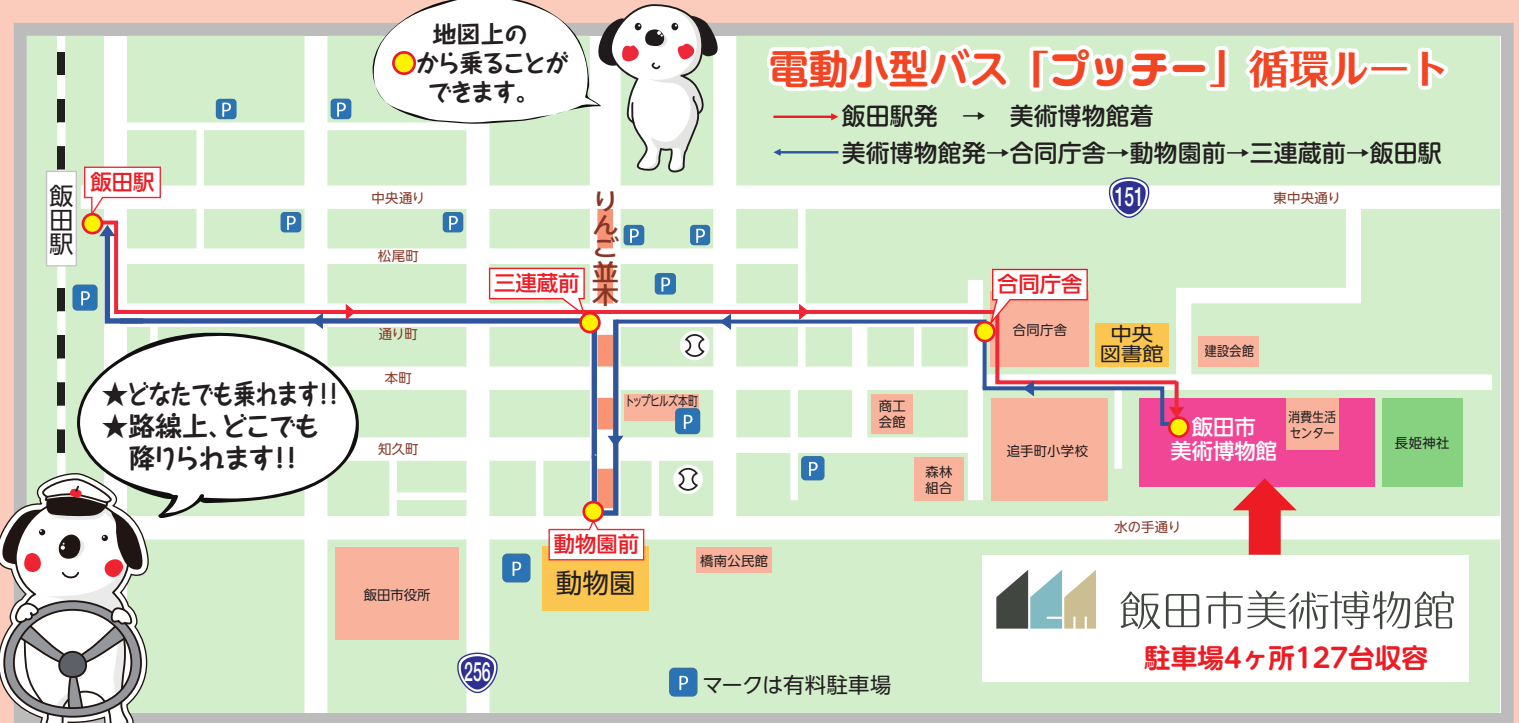 地図上の
から乗ることが
できます。
電動小型バス「プッチー」循環ルート
飯田駅発 → 美術博物館着
美術博物館発→合同庁舎→動物園前→三連蔵前→飯田駅
P
P
飯田駅
飯田駅
中央通り
151
東中央通り
りんご並木
P
P
P
P
松尾町
三連蔵前
P
P
合同庁舎
合同庁舎
中央
図書館
建設会館
通り町
★どなたでも乗れます!!
★路線上、どこでも
降りられます!!
本町
トップヒルズ本町
P
商工
会館
知久町
P
森林
組合
追手町小学校
飯田市
美術博物館
消費生活
センター
長姫神社
水の手通り
動物園前
動物園
P
橋南公民館
飯田市役所
256
飯田市美術博物館
駐車場4ヶ所127台収容
P マークは有料駐車場